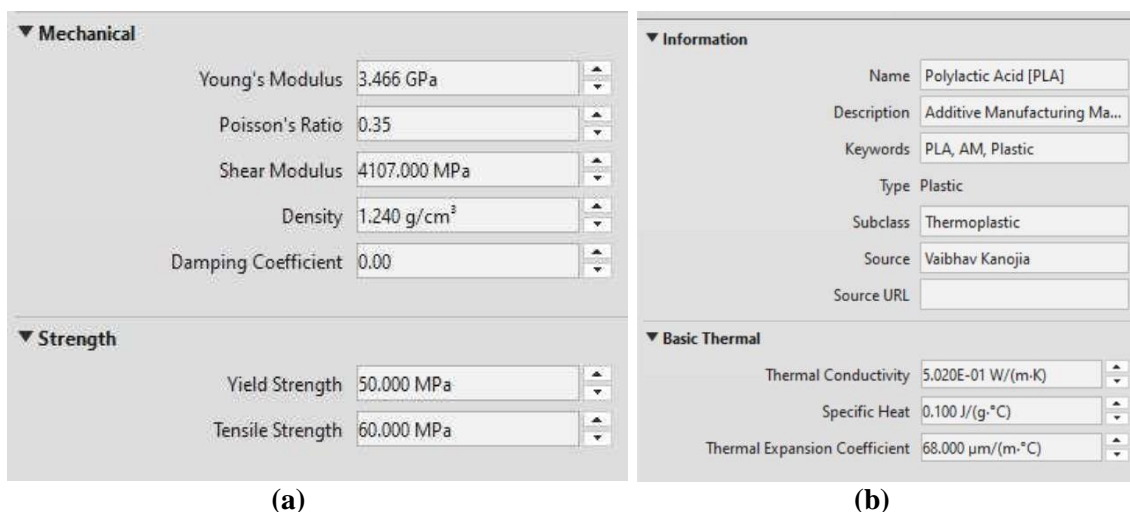 ▼ Mechanical
Young's Modulus 3.466 GPa
Poisson's Ratio 0.35
Shear Modulus 4107.000 MPa
Density 1.240 g/cm³
Damping Coefficient 0.00
▼ Strength
Yield Strength 50.000 MPa
Tensile Strength 60.000 MPa
(a)
▼ Information
Name Polylactic Acid [PLA]
Description Additive Manufacturing Ma...
Keywords PLA, AM, Plastic
Type Plastic
Subclass Thermoplastic
Source Vaibhav Kanojia
Source URL
▼ Basic Thermal
Thermal Conductivity 5.020E-01 W/(m·K)
Specific Heat 0.100 J/(g·°C)
Thermal Expansion Coefficient 68.000 µm/(m·°C)
(b)